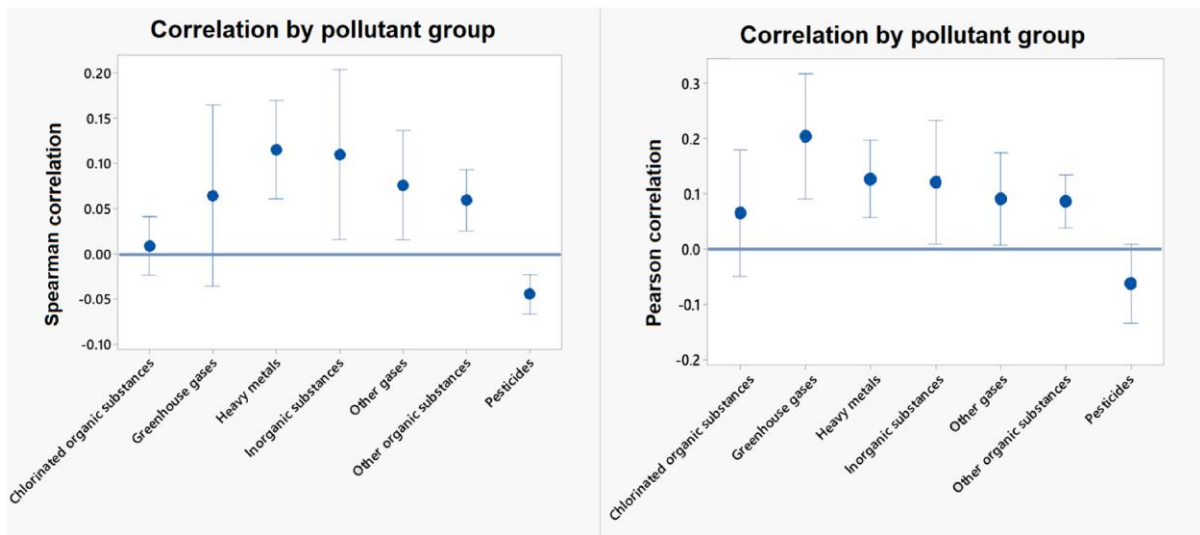 Correlation by pollutant group
Spearman correlation
0.20
0.15
0.10
0.05
0.00
-0.05
-0.10
Chlorinated organic substances
Greenhouse gases
Heavy metals
Inorganic substances
Other gases
Other organic substances
Pesticides
Correlation by pollutant group
Pearson correlation
0.3
0.2
0.1
0.0
-0.1
-0.2
Chlorinated organic substances
Greenhouse gases
Heavy metals
Inorganic substances
Other gases
Other organic substances
Pesticides